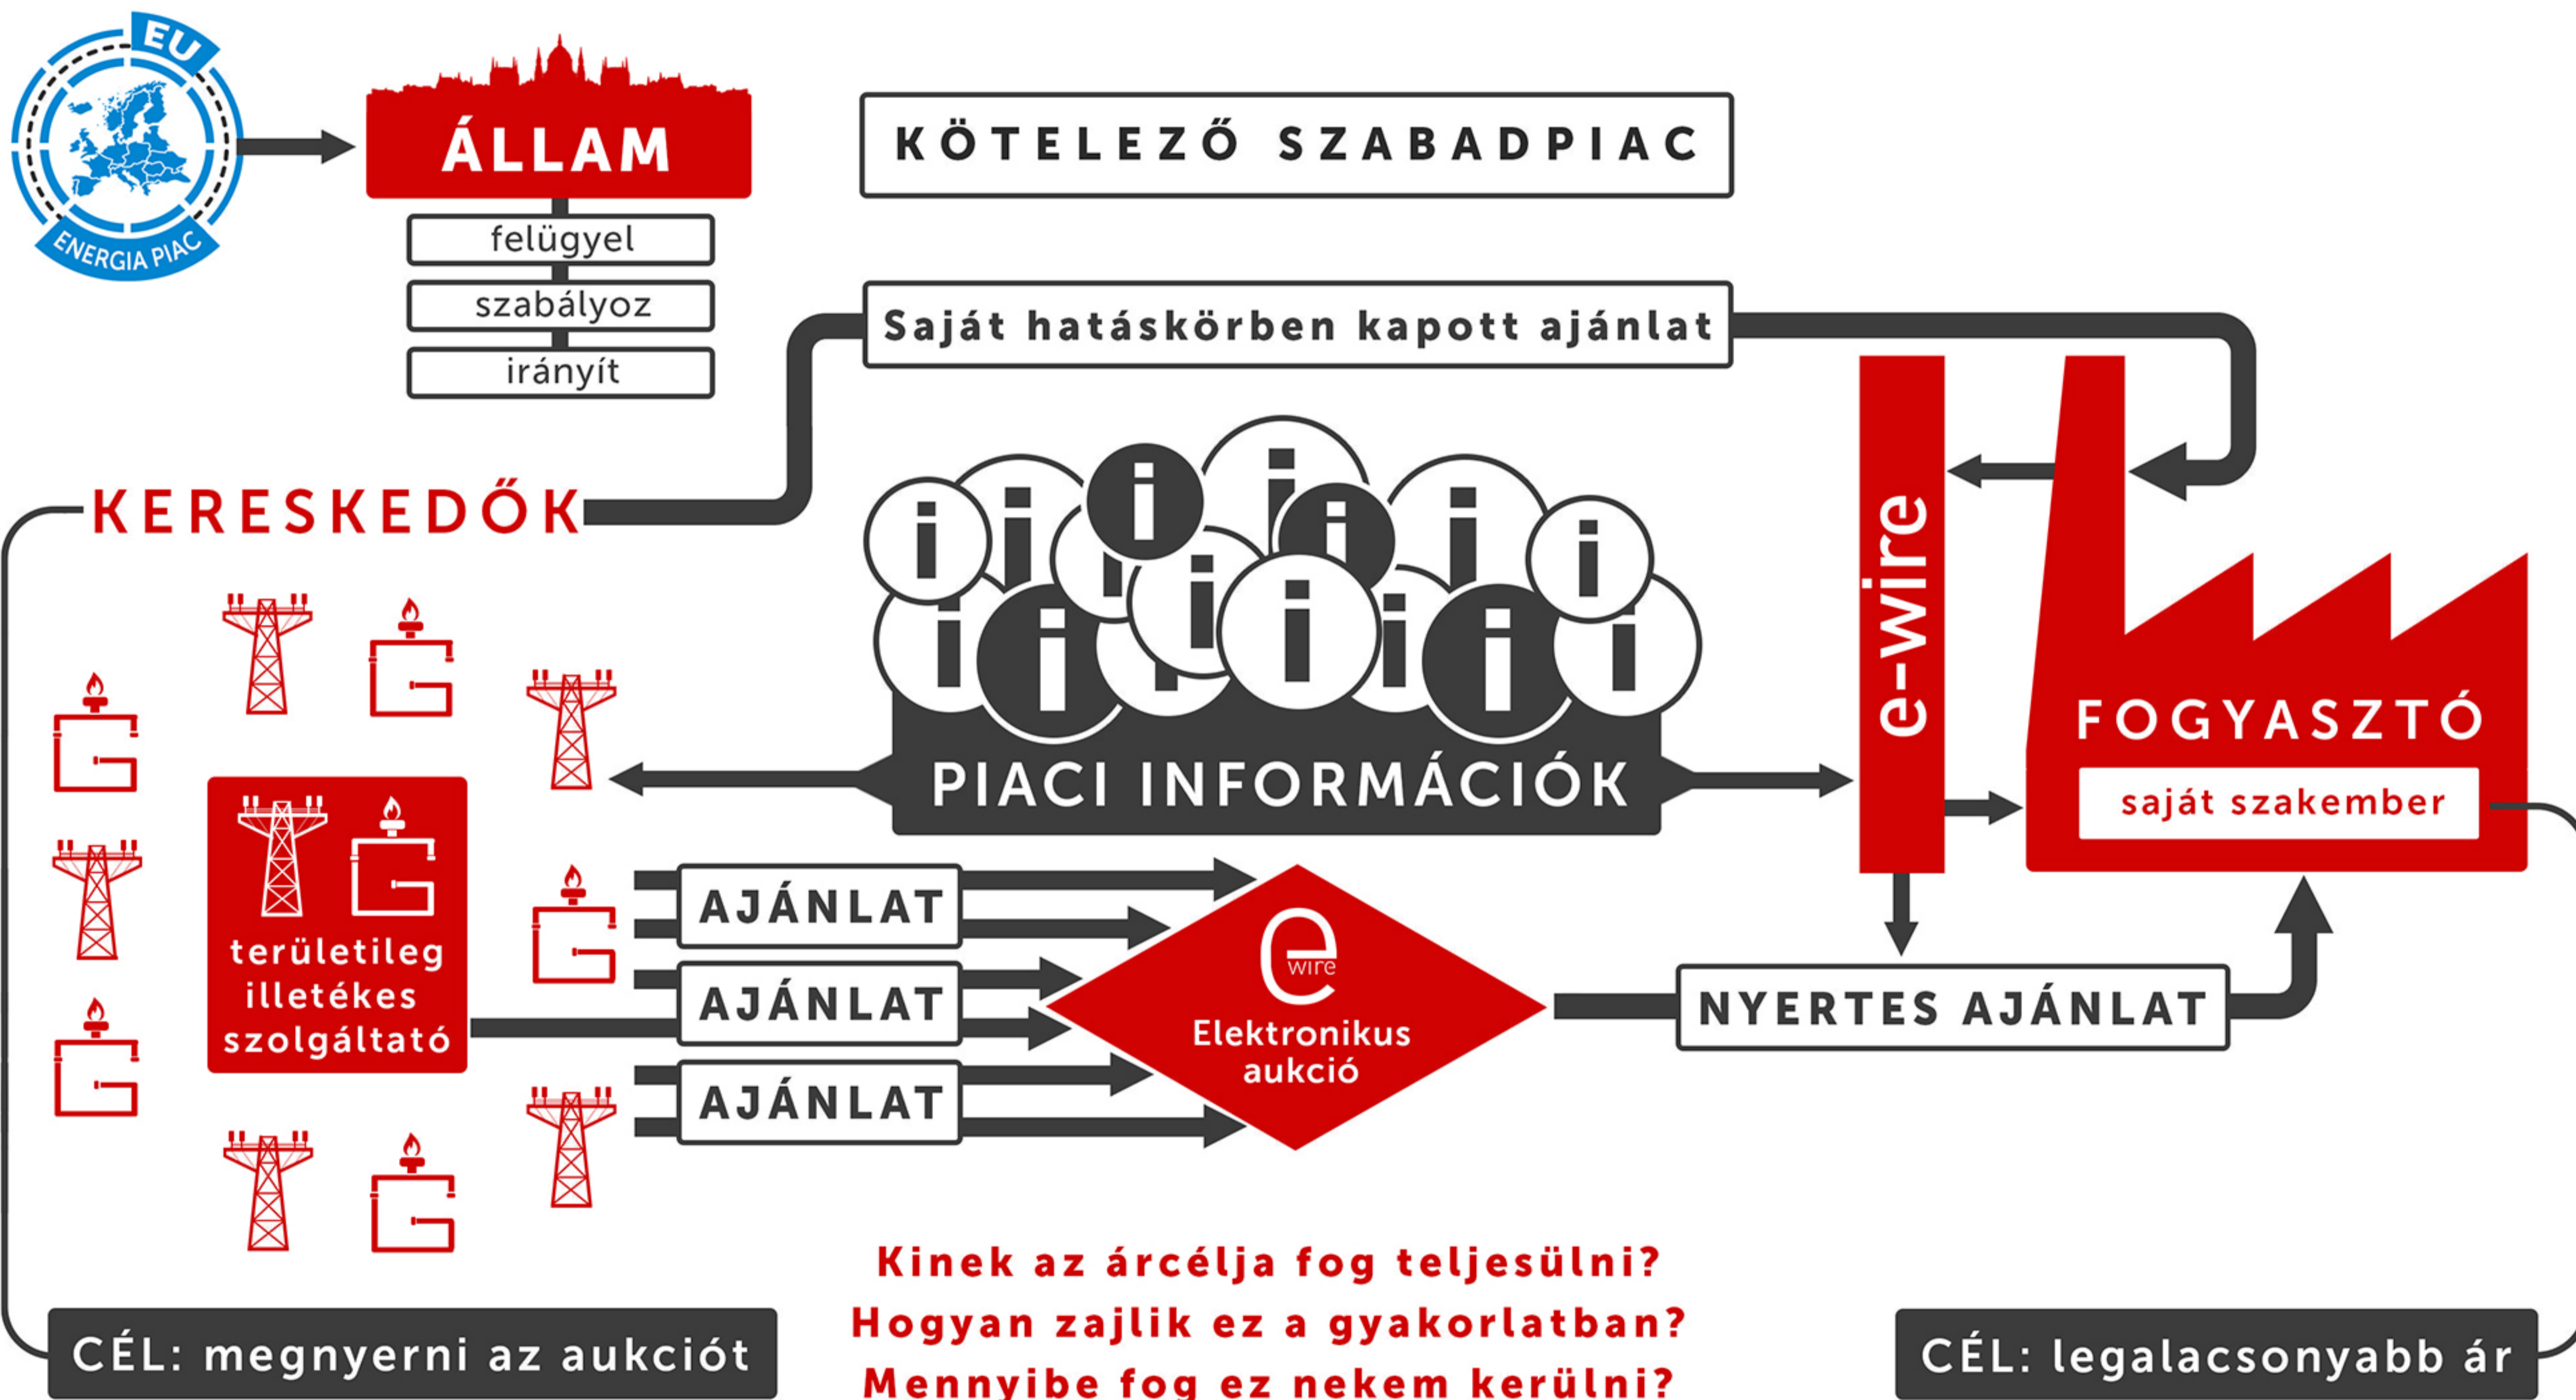 EU
ENERGIA PIAC
ÁLLAM
felügyel
szabályoz
irányít
KÖTELEZŐ SZABADPIAC
Saját hatáskörben kapott ajánlat
KERESKEDŐK
i i i i i i i
i i i i i i i i
PIACI INFORMÁCIÓK
e-wire
FOGYASZTÓ
saját szakember
területileg
illetékes
szolgáltató
AJÁNLAT
AJÁNLAT
AJÁNLAT
e
wire
Elektronikus
aukció
NYERTES AJÁNLAT
Kinek az árcélja fog teljesülni?
Hogyan zajlik ez a gyakorlatban?
Mennyibe fog ez nekem kerülni?
CÉL: megnyerni az aukciót
CÉL: legalacsonyabb ár